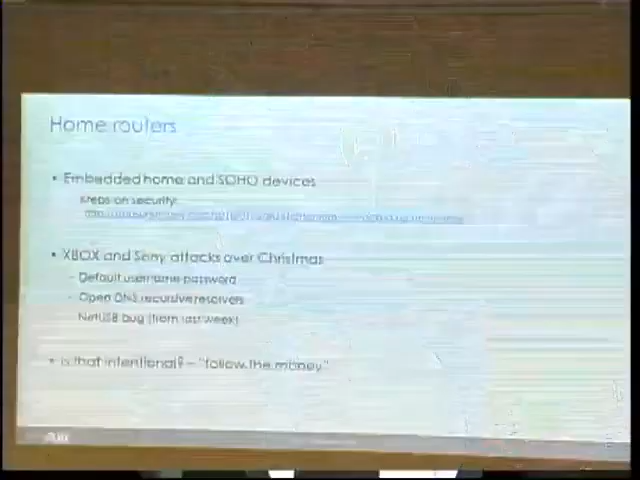 Home routers
• Embedded home and SOHO devices
Krebs on security:
• XBOX and Sony attacks over Christmas
- Default username password
- Open DNS recursive resolvers
NetUSB bug (from last week)
• Is that intentional? – "follow the money"